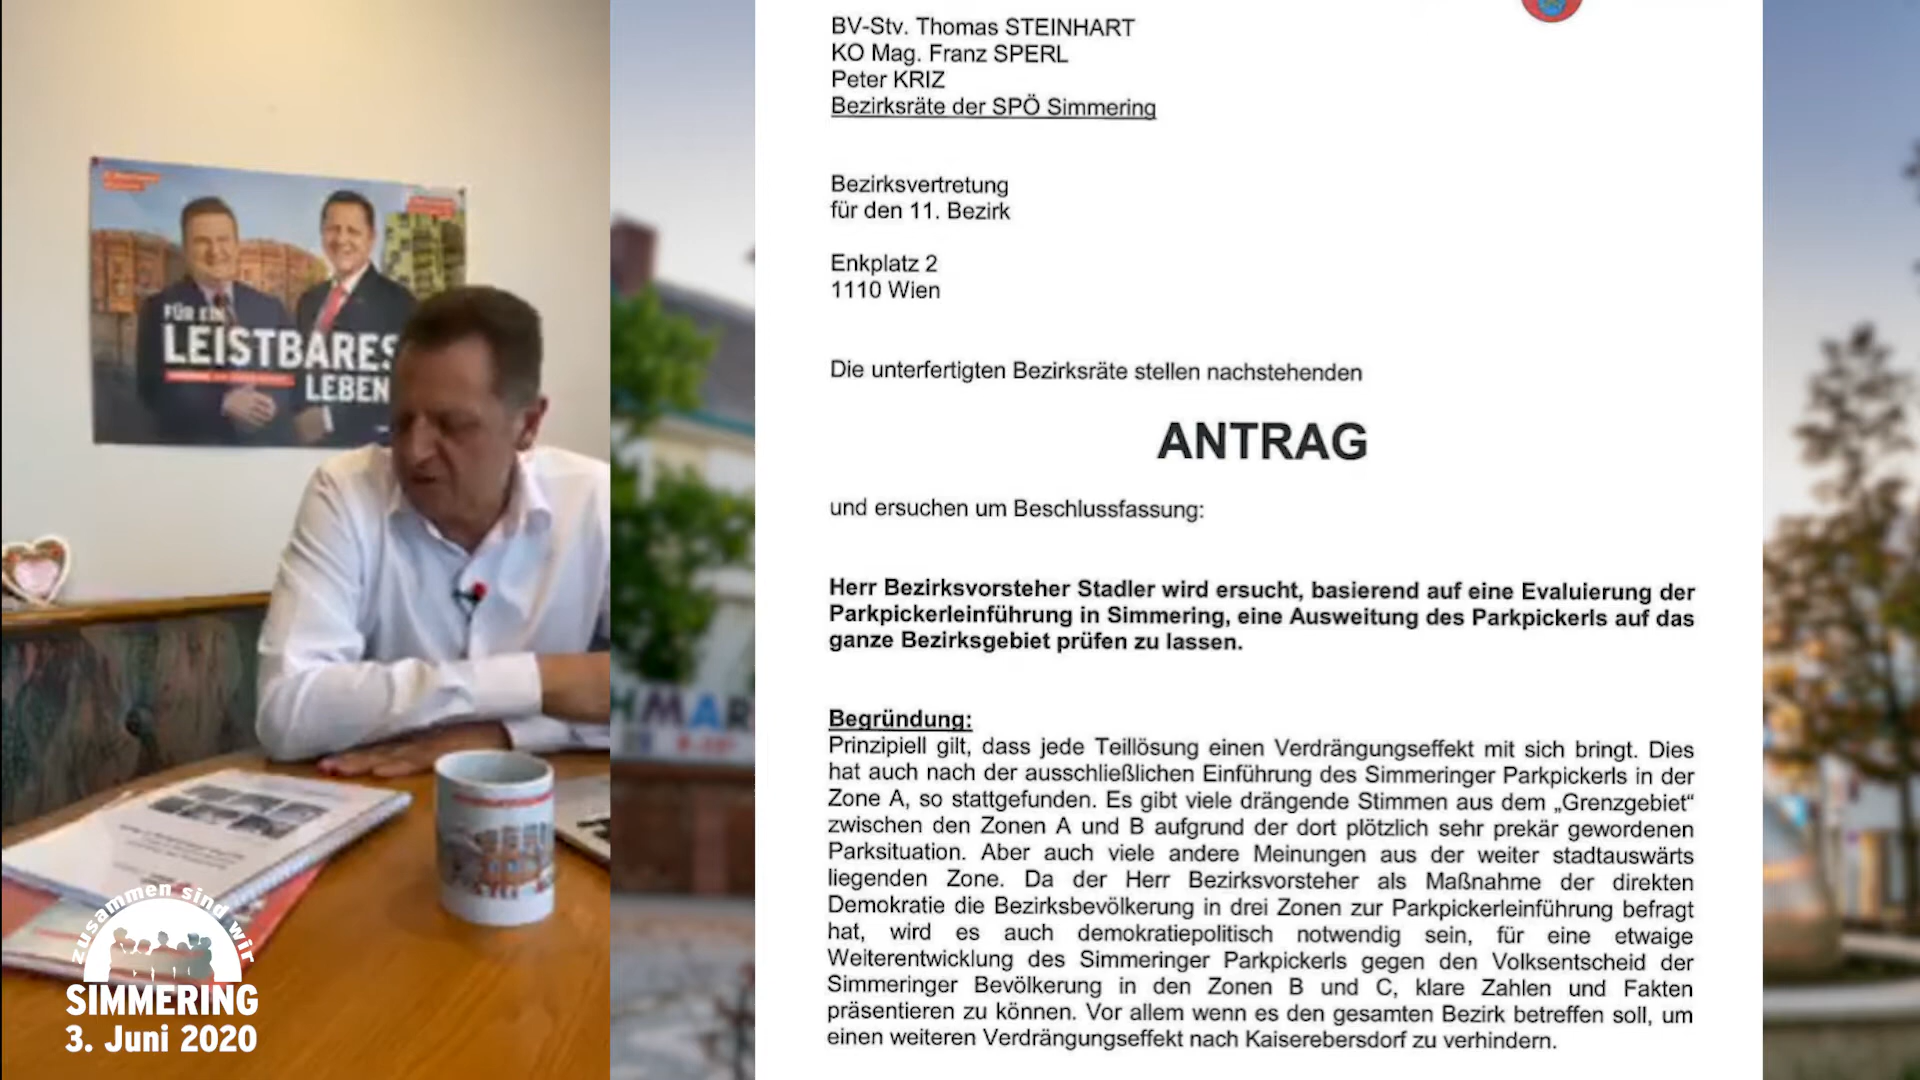 FÜR EIN
LEISTBARES
LEBEN
zusammen sind wir
SIMMERING
3. Juni 2020
BV-Stv. Thomas STEINHART
KO Mag. Franz SPERL
Peter KRIZ
Bezirksräte der SPÖ Simmering
Bezirksvertretung
für den 11. Bezirk
Enkplatz 2
1110 Wien
Die unterfertigten Bezirksräte stellen nachstehenden
ANTRAG
und ersuchen um Beschlussfassung:
Herr Bezirksvorsteher Stadler wird ersucht, basierend auf eine Evaluierung der
Parkpickerleinführung in Simmering, eine Ausweitung des Parkpickerls auf das
ganze Bezirksgebiet prüfen zu lassen.
Begründung:
Prinzipiell gilt, dass jede Teillösung einen Verdrängungseffekt mit sich bringt. Dies
hat auch nach der ausschließlichen Einführung des Simmeringer Parkpickerls in der
Zone A, so stattgefunden. Es gibt viele drängende Stimmen aus dem „Grenzgebiet“
zwischen den Zonen A und B aufgrund der dort plötzlich sehr prekär gewordenen
Parksituation. Aber auch viele andere Meinungen aus der weiter stadtauswärts
liegenden Zone. Da der Herr Bezirksvorsteher als Maßnahme der direkten
Demokratie die Bezirksbevölkerung in drei Zonen zur Parkpickerleinführung befragt
hat, wird es auch demokratiepolitisch notwendig sein, für eine etwaige
Weiterentwicklung des Simmeringer Parkpickerls gegen den Volksentscheid der
Simmeringer Bevölkerung in den Zonen B und C, klare Zahlen und Fakten
präsentieren zu können. Vor allem wenn es den gesamten Bezirk betreffen soll, um
einen weiteren Verdrängungseffekt nach Kaiserebersdorf zu verhindern.